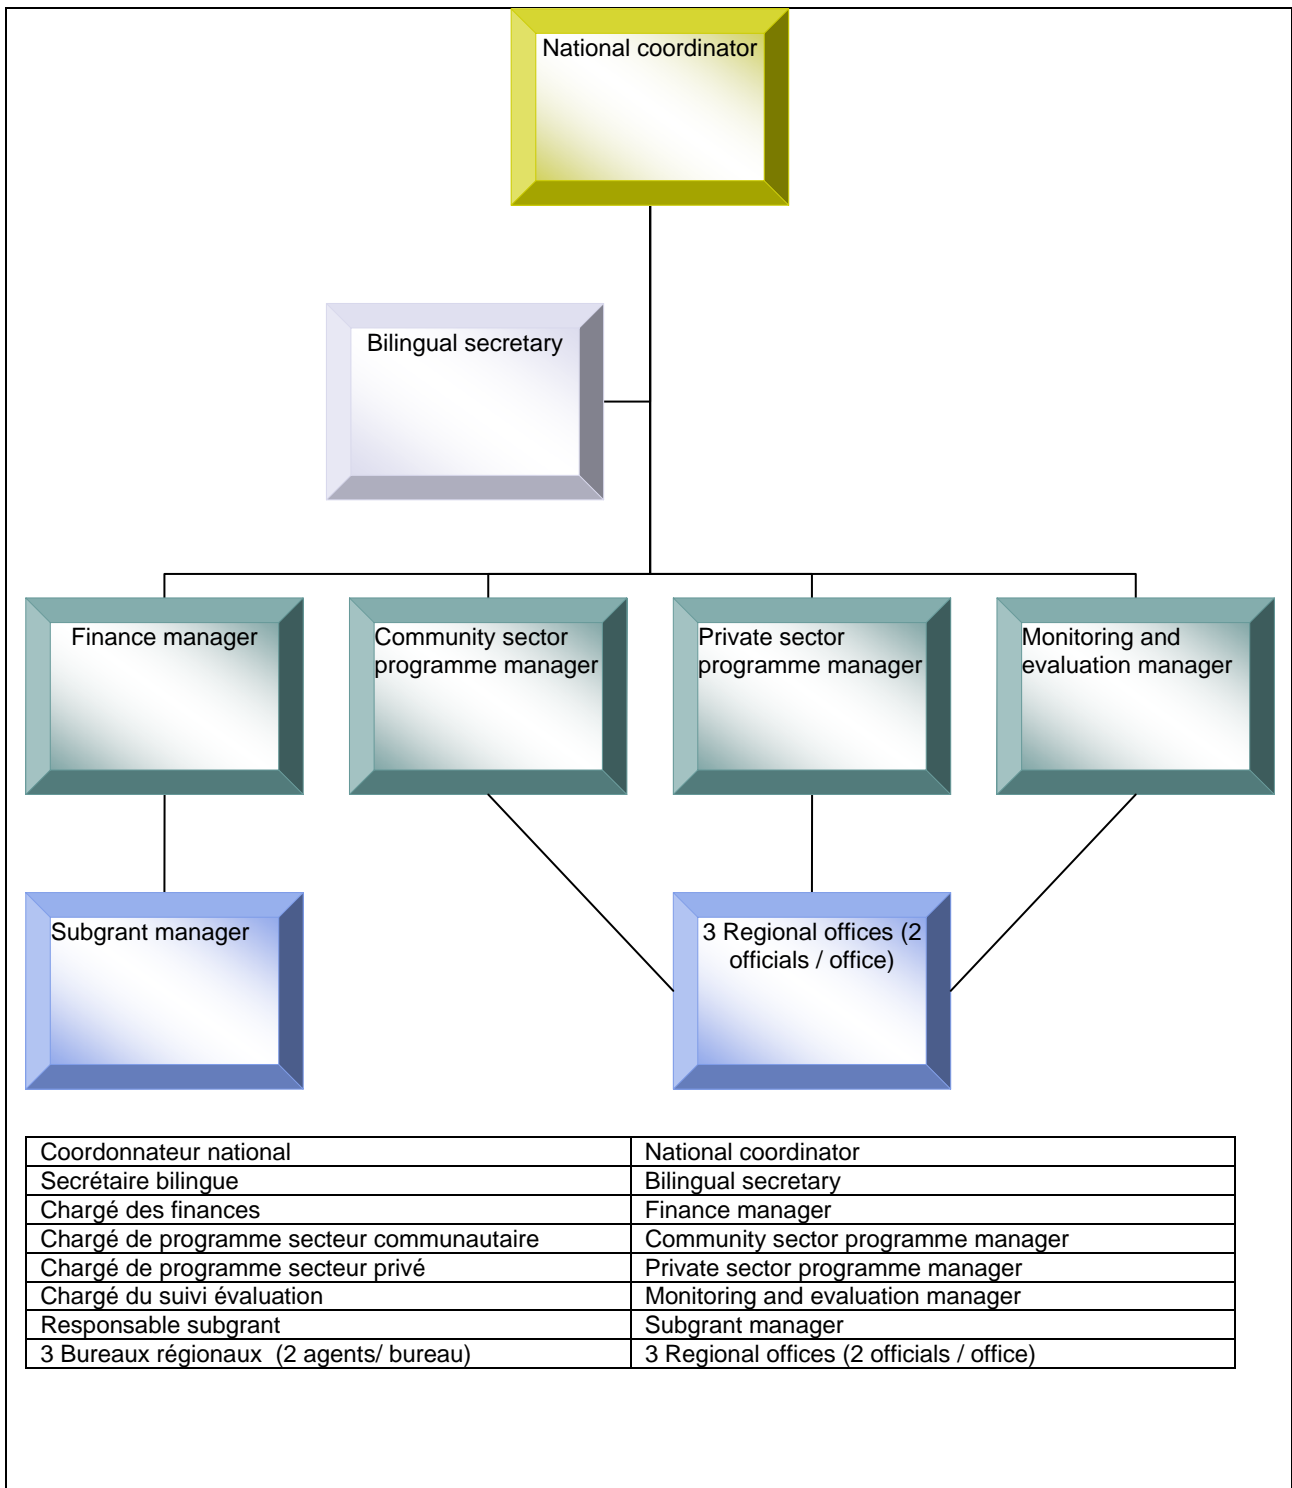 National coordinator
Bilingual secretary
Finance manager
Community sector
programme manager
Private sector
programme manager
Monitoring and
evaluation manager
Subgrant manager
3 Regional offices (2
officials / office)
Coordonnateur national National coordinator
Secrétaire bilingue Bilingual secretary
Chargé des finances Finance manager
Chargé de programme secteur communautaire Community sector programme manager
Chargé de programme secteur privé Private sector programme manager
Chargé du suivi évaluation Monitoring and evaluation manager
Responsable subgrant Subgrant manager
3 Bureaux régionaux (2 agents/ bureau) 3 Regional offices (2 officials / office)